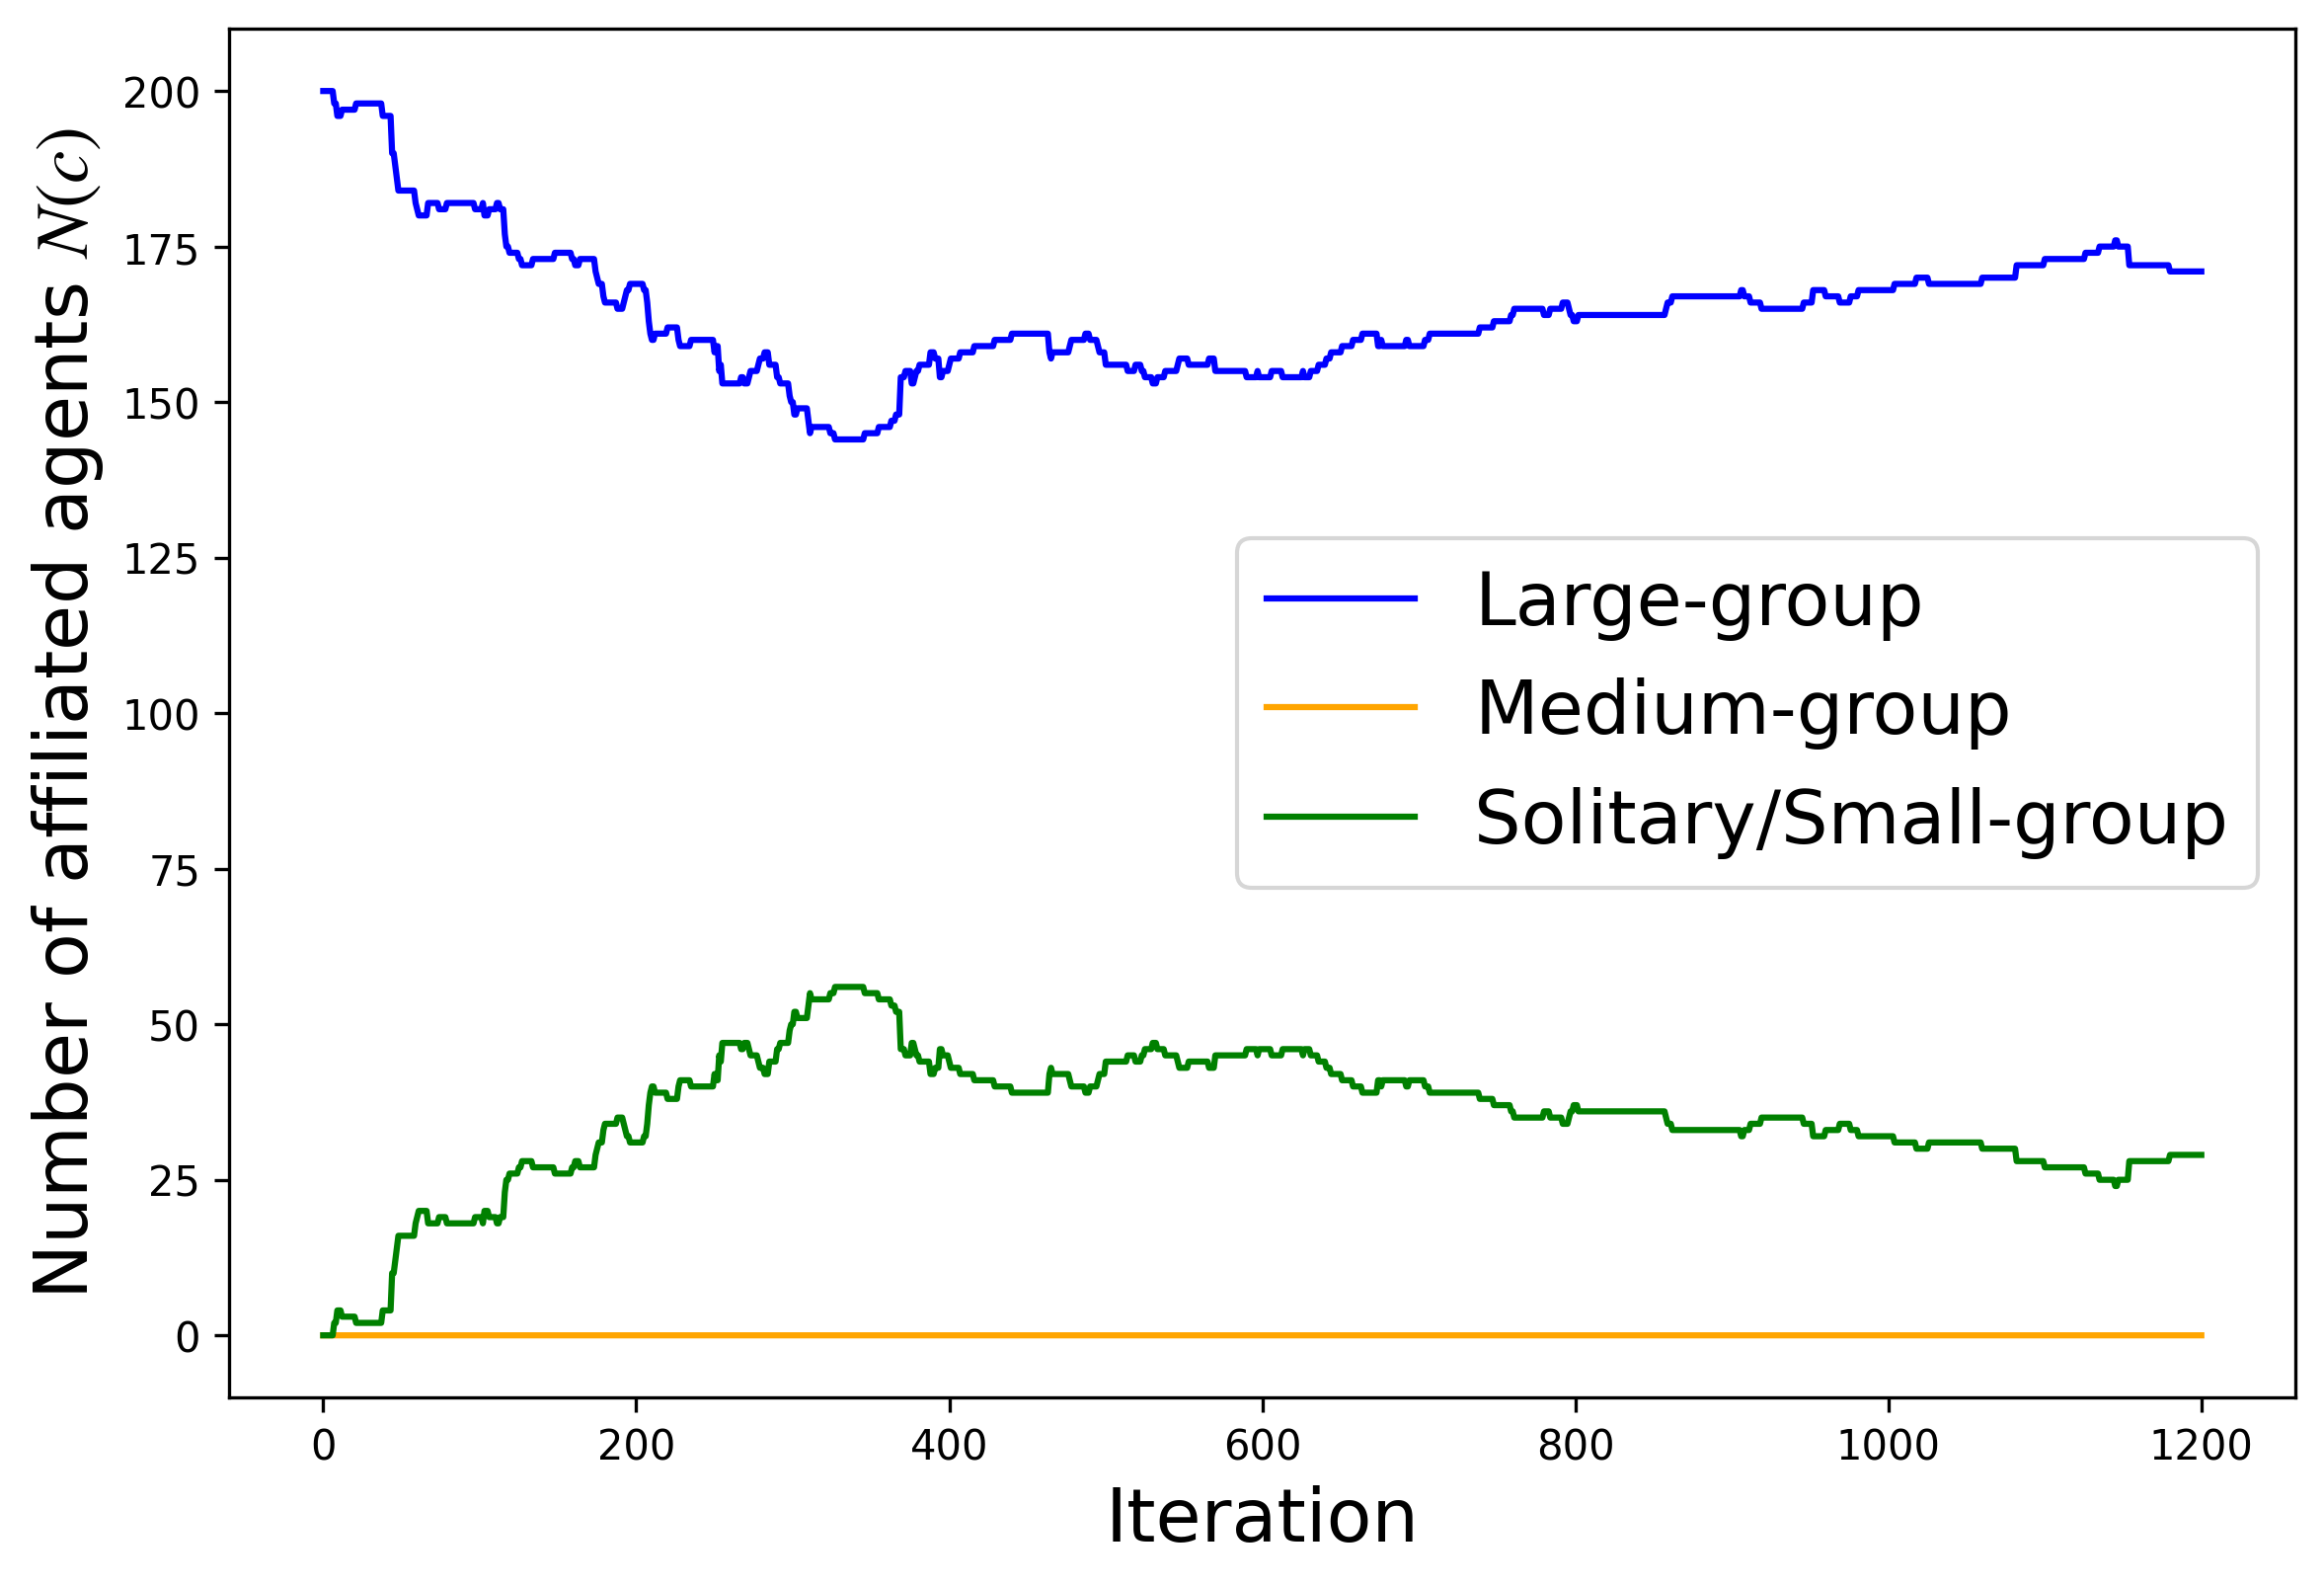 Number of affiliated agents N(c)
200
175
150
125
100
75
50
25
0
Large-group
Medium-group
Solitary/Small-group
0 200 400 600 800 1000 1200
Iteration